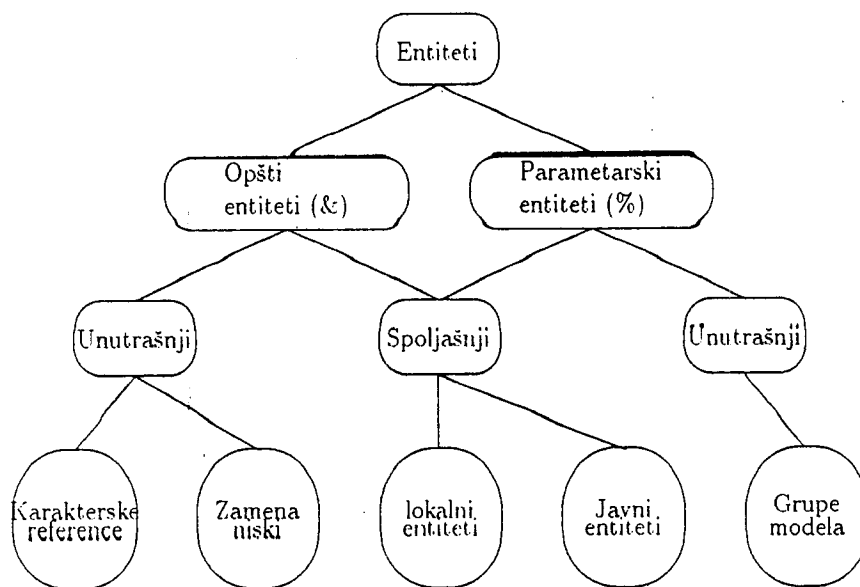 Entiteti
Opšti
entiteti (&)
Parametarski
entiteti (%)
Unutrašnji
Spoljašnji
Unutrašnji
Karakterske
reference
Zamena
niski
lokalni
entiteti
Javni
entiteti
Grupe
modela